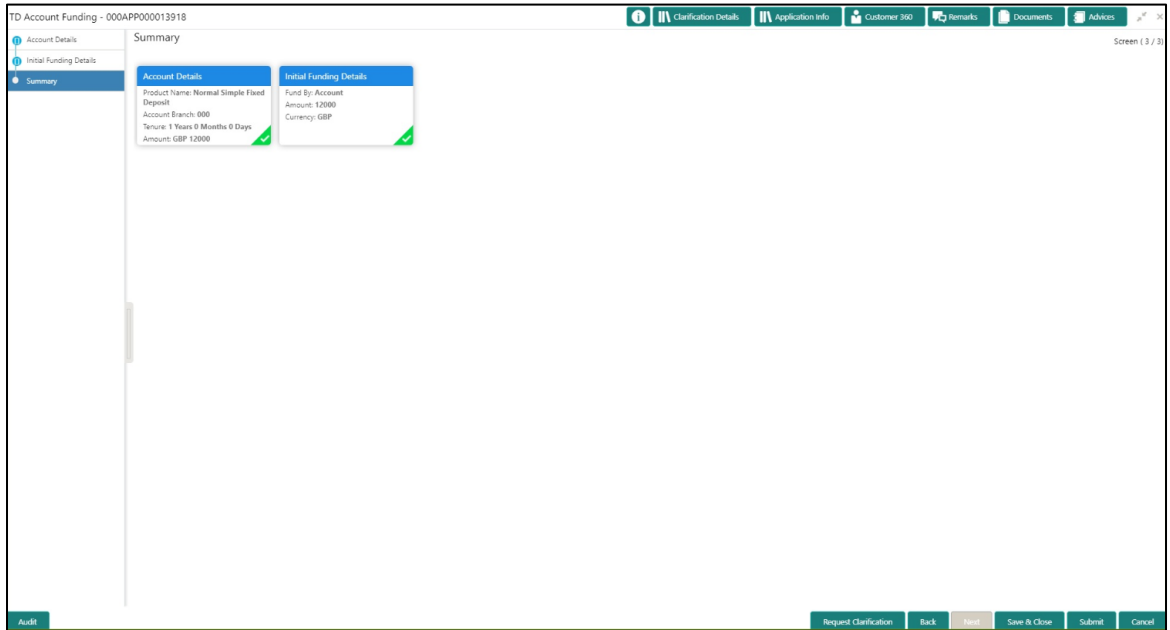 TD Account Funding - 000APP000013918
Clarification Details
Application Info
Customer 360
Remarks
Documents
Advices
Account Details
Initial Funding Details
Summary
Summary
Screen ( 3 / 3)
Account Details
Product Name: Normal Simple Fixed
Deposit
Account Branch: 000
Tenure: 1 Years 0 Months 0 Days
Amount: GBP 12000
Initial Funding Details
Fund By: Account
Amount: 12000
Currency: GBP
Audit
Request Clarification
Back
Next
Save & Close
Submit
Cancel